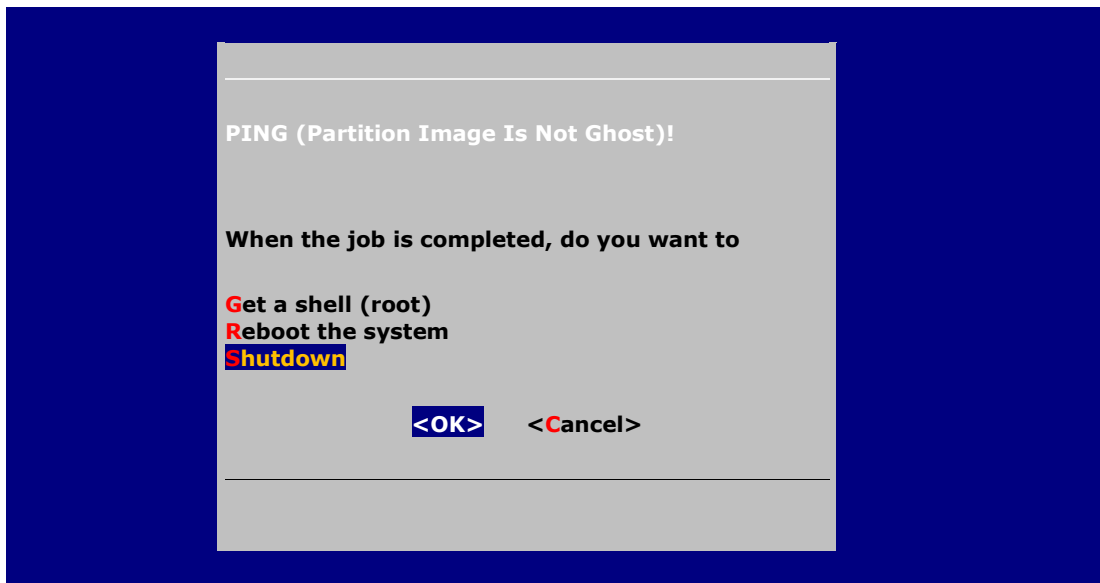 PING (Partition Image Is Not Ghost)!
When the job is completed, do you want to
Get a shell (root)
Reboot the system
Shutdown
<OK> <Cancel>